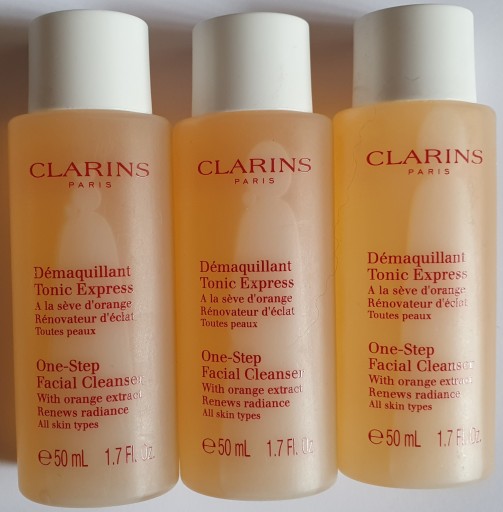 CLARINS
PARIS
Démaquillant
Tonic Express
A la sève d'orange
Rénovateur d'éclat
Toutes peaux
One-Step
Facial Cleanser
With orange extract
Renews radiance
All skin types
e50 mL 1.7 Fl. Oz.
CLARINS
PARIS
Démaquillant
Tonic Express
A la sève d'orange
Rénovateur d'éclat
Toutes peaux
One-Step
Facial Cleanser
With orange extract
Renews radiance
All skin types
e50 mL 1.7 Fl. Oz.
CLARINS
PARIS
Démaquillant
Tonic Express
A la sève d'orange
Rénovateur d'éclat
Toutes peaux
One-Step
Facial Cleanser
With orange extract
Renews radiance
All skin types
e50 mL 1.7 Fl. Oz.